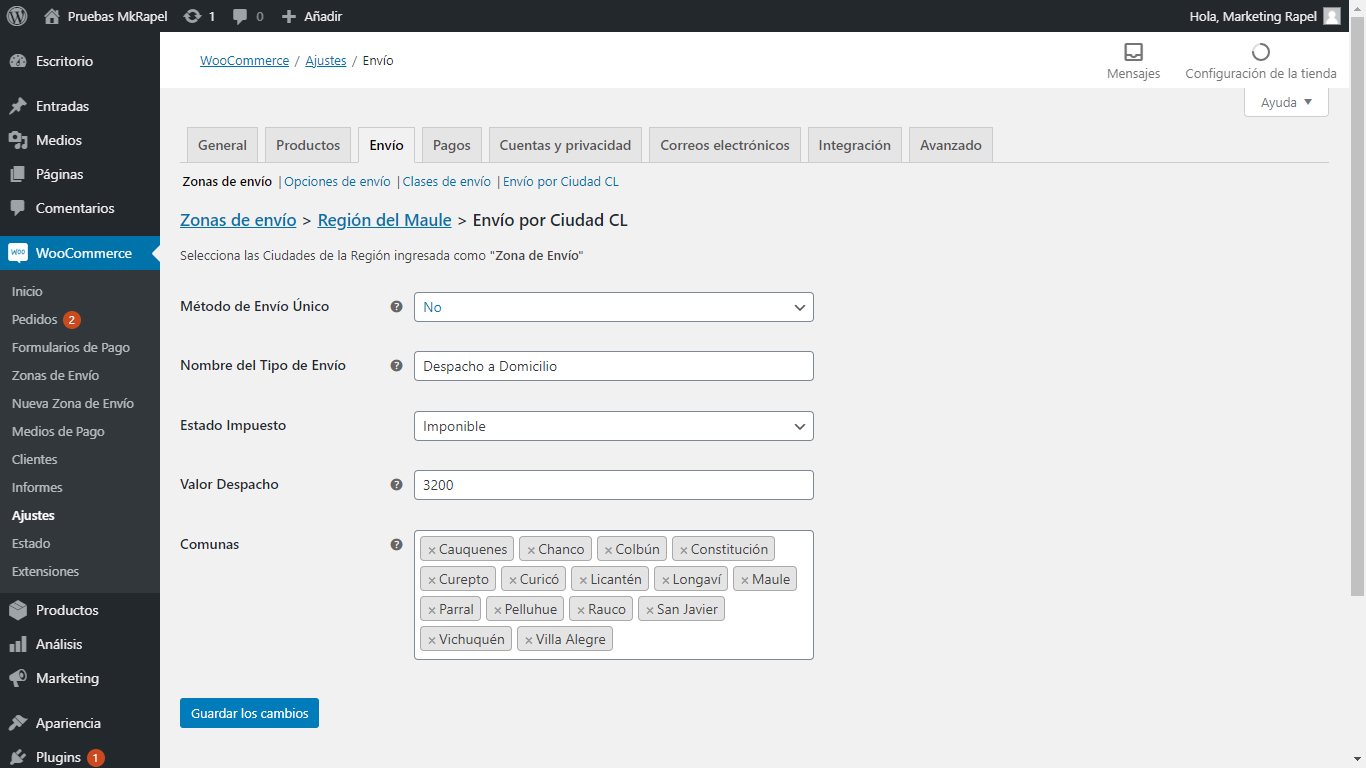 Pruebas MkRapel 1 0 Añadir Hola, Marketing Rapel
Escritorio
Entradas
Medios
Páginas
Comentarios
WooCommerce
Inicio
Pedidos 2
Formularios de Pago
Zonas de Envío
Nueva Zona de Envío
Medios de Pago
Clientes
Informes
Ajustes
Estado
Extensiones
Productos
Análisis
Marketing
Apariencia
Plugins 1
WooCommerce / Ajustes / Envío
Mensajes
Configuración de la tienda
Ayuda
General Productos Envío Pagos Cuentas y privacidad Correos electrónicos Integración Avanzado
Zonas de envío | Opciones de envío | Clases de envío | Envío por Ciudad CL
Zonas de envío > Región del Maule > Envío por Ciudad CL
Selecciona las Ciudades de la Región ingresada como "Zona de Envío"
Método de Envío Único ? No
Nombre del Tipo de Envío ? Despacho a Domicilio
Estado Impuesto Imponible
Valor Despacho ? 3200
Comunas ? × Cauquenes × Chanco × Colbún × Constitución
× Curepto × Curicó × Licantén × Longaví × Maule
× Parral × Pelluhue × Rauco × San Javier
× Vichuquén × Villa Alegre
Guardar los cambios